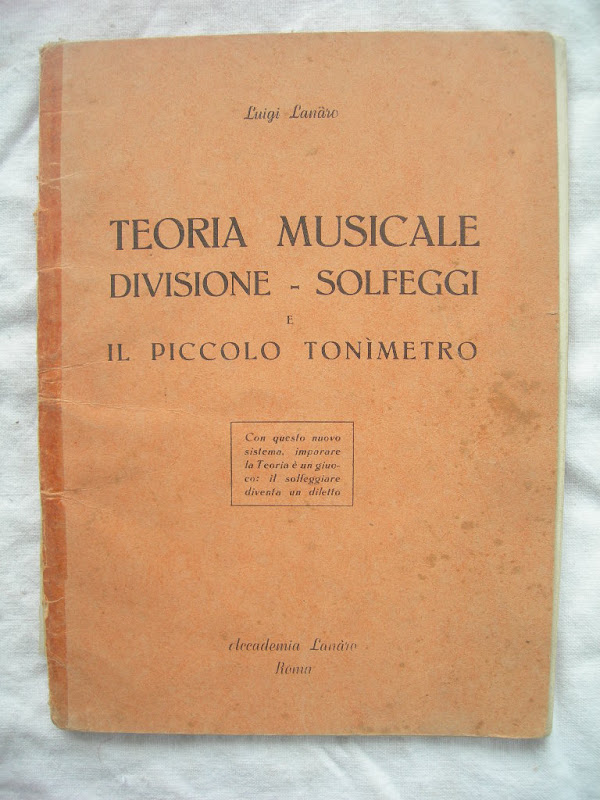 Luigi Lanàro
TEORIA MUSICALE
DIVISIONE - SOLFEGGI
E
IL PICCOLO TONÌMETRO
Con questo nuovo
sistema, imparare
la Teoria è un giuo-
co: il solfeggiare
diventa un diletto
Accademia Lanàro
Roma